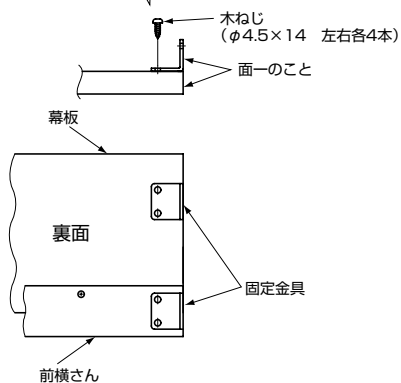 木ねじ
（φ4.5×14　左右各4本）
面一のこと
幕板
裏面
固定金具
前横さん